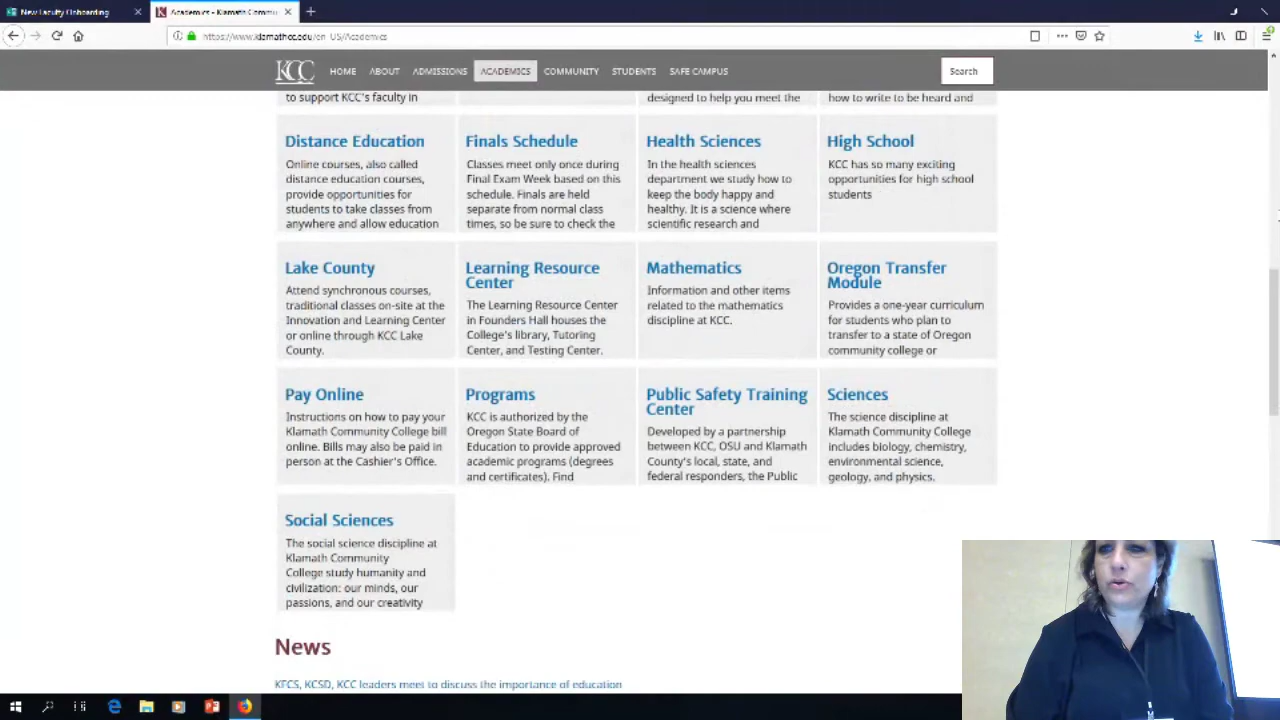 New Faculty Onboarding
Academics - Klamath Commu
https://www.klamathcc.edu/en_US/Academics
KCC HOME ABOUT ADMISSIONS ACADEMICS COMMUNITY STUDENTS SAFE CAMPUS Search
to support KCC's faculty in
designed to help you meet the
how to write to be heard and
Distance Education
Online courses, also called
distance education courses,
provide opportunities for
students to take classes from
anywhere and allow education
Finals Schedule
Classes meet only once during
Final Exam Week based on this
schedule. Finals are held
separate from normal class
times, so be sure to check the
Health Sciences
In the health sciences
department we study how to
keep the body happy and
healthy. It is a science where
scientific research and
High School
KCC has so many exciting
opportunities for high school
students
Lake County
Attend synchronous courses,
traditional classes on-site at the
Innovation and Learning Center
or online through KCC Lake
County.
Learning Resource
Center
The Learning Resource Center
in Founders Hall houses the
College's library, Tutoring
Center, and Testing Center.
Mathematics
Information and other items
related to the mathematics
discipline at KCC.
Oregon Transfer
Module
Provides a one-year curriculum
for students who plan to
transfer to a state of Oregon
community college or
Pay Online
Instructions on how to pay your
Klamath Community College bill
online. Bills may also be paid in
person at the Cashier's Office.
Programs
KCC is authorized by the
Oregon State Board of
Education to provide approved
academic programs (degrees
and certificates). Find
Public Safety Training
Center
Developed by a partnership
between KCC, OSU and Klamath
County's local, state, and
federal responders, the Public
Sciences
The science discipline at
Klamath Community College
includes biology, chemistry,
environmental science,
geology, and physics.
Social Sciences
The social science discipline at
Klamath Community
College study humanity and
civilization: our minds, our
passions, and our creativity
News
KFCS, KCSD, KCC leaders meet to discuss the importance of education